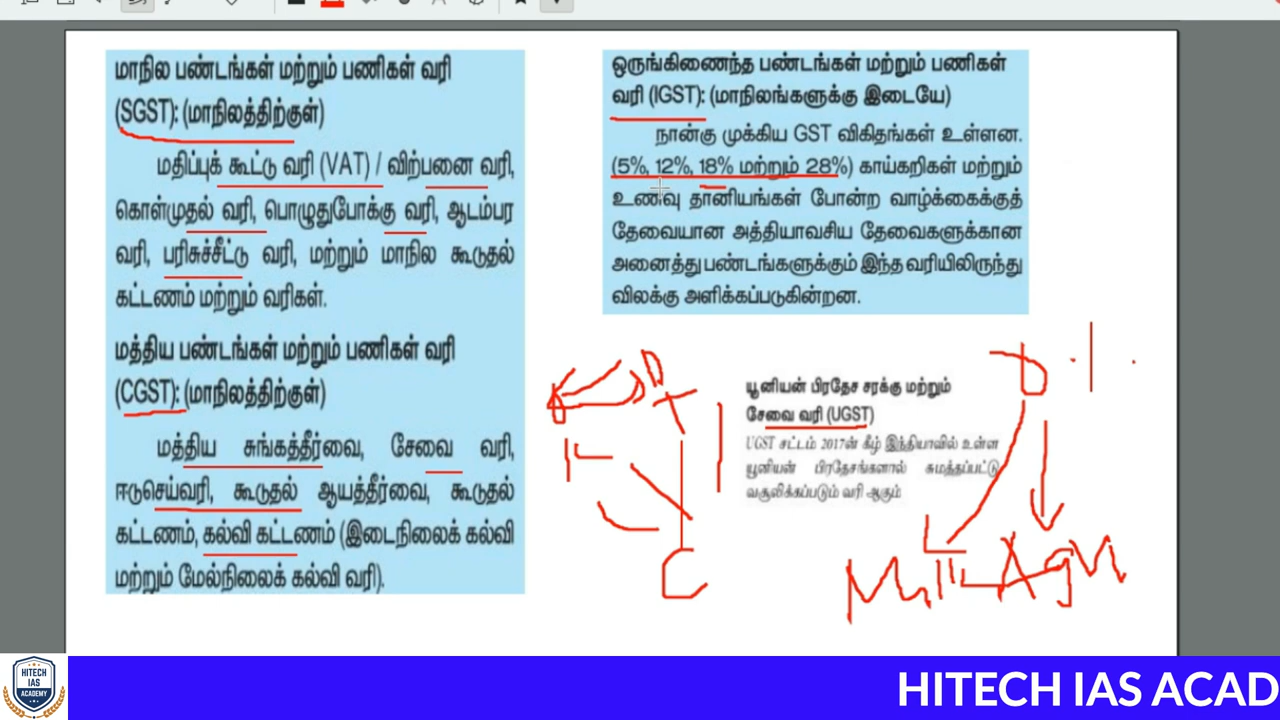 மாநில பண்டங்கள் மற்றும் பணிகள் வரி
(SGST): (மாநிலத்திற்குள்)
மதிப்புக் கூட்டு வரி (VAT) / விற்பனை வரி,
கொள்முதல் வரி, பொழுதுபோக்கு வரி, ஆடம்பர
வரி, பரிசுச்சீட்டு வரி, மற்றும் மாநில கூடுதல்
கட்டணம் மற்றும் வரிகள்.
மத்திய பண்டங்கள் மற்றும் பணிகள் வரி
(CGST): (மாநிலத்திற்குள்)
மத்திய சுங்கத்தீர்வை, சேவை வரி,
ஈடுசெய்வரி, கூடுதல் ஆயத்தீர்வை, கூடுதல்
கட்டணம், கல்வி கட்டணம் (இடைநிலைக் கல்வி
மற்றும் மேல்நிலைக் கல்வி வரி).
ஒருங்கிணைந்த பண்டங்கள் மற்றும் பணிகள்
வரி (IGST): (மாநிலங்களுக்கு இடையே)
நான்கு முக்கிய GST விகிதங்கள் உள்ளன.
(5%, 12%, 18% மற்றும் 28%) காய்கறிகள் மற்றும்
உணவு தானியங்கள் போன்ற வாழ்க்கைக்குத்
தேவையான அத்தியாவசிய தேவைகளுக்கான
அனைத்து பண்டங்களுக்கும் இந்த வரியிலிருந்து
விலக்கு அளிக்கப்படுகின்றன.
யூனியன் பிரதேச சரக்கு மற்றும்
சேவை வரி (UGST)
UGST சட்டம் 2017ன் கீழ் இந்தியாவில் உள்ள
யூனியன் பிரதேசங்களால் சுமத்தப்பட்டு
வசூலிக்கப்படும் வரி ஆகும்
D
C
D
HITECH
IAS
ACADEMY
HITECH IAS ACAD